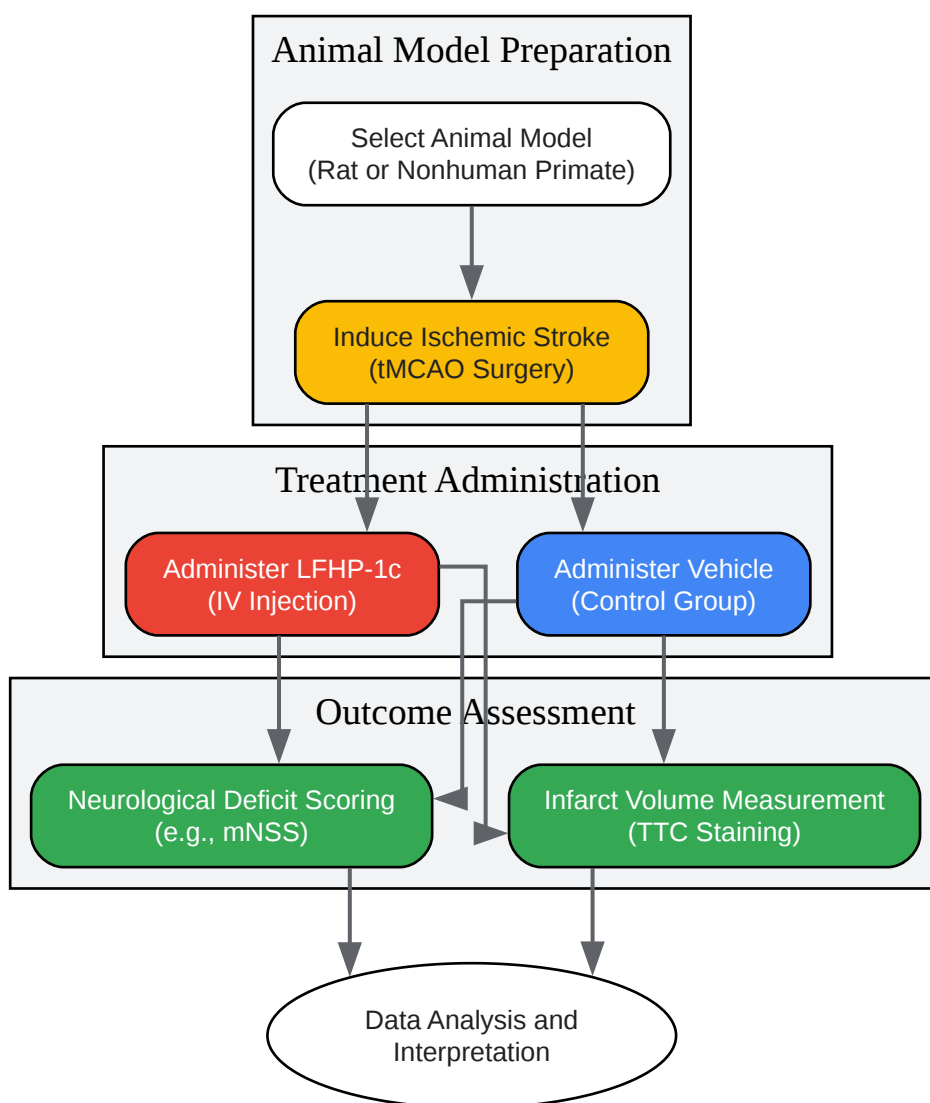 Animal Model Preparation
Select Animal Model
(Rat or Nonhuman Primate)
Induce Ischemic Stroke
(tMCAO Surgery)
Treatment Administration
Administer LFHP-1c
(IV Injection)
Administer Vehicle
(Control Group)
Outcome Assessment
Neurological Deficit Scoring
(e.g., mNSS)
Infarct Volume Measurement
(TTC Staining)
Data Analysis and
Interpretation